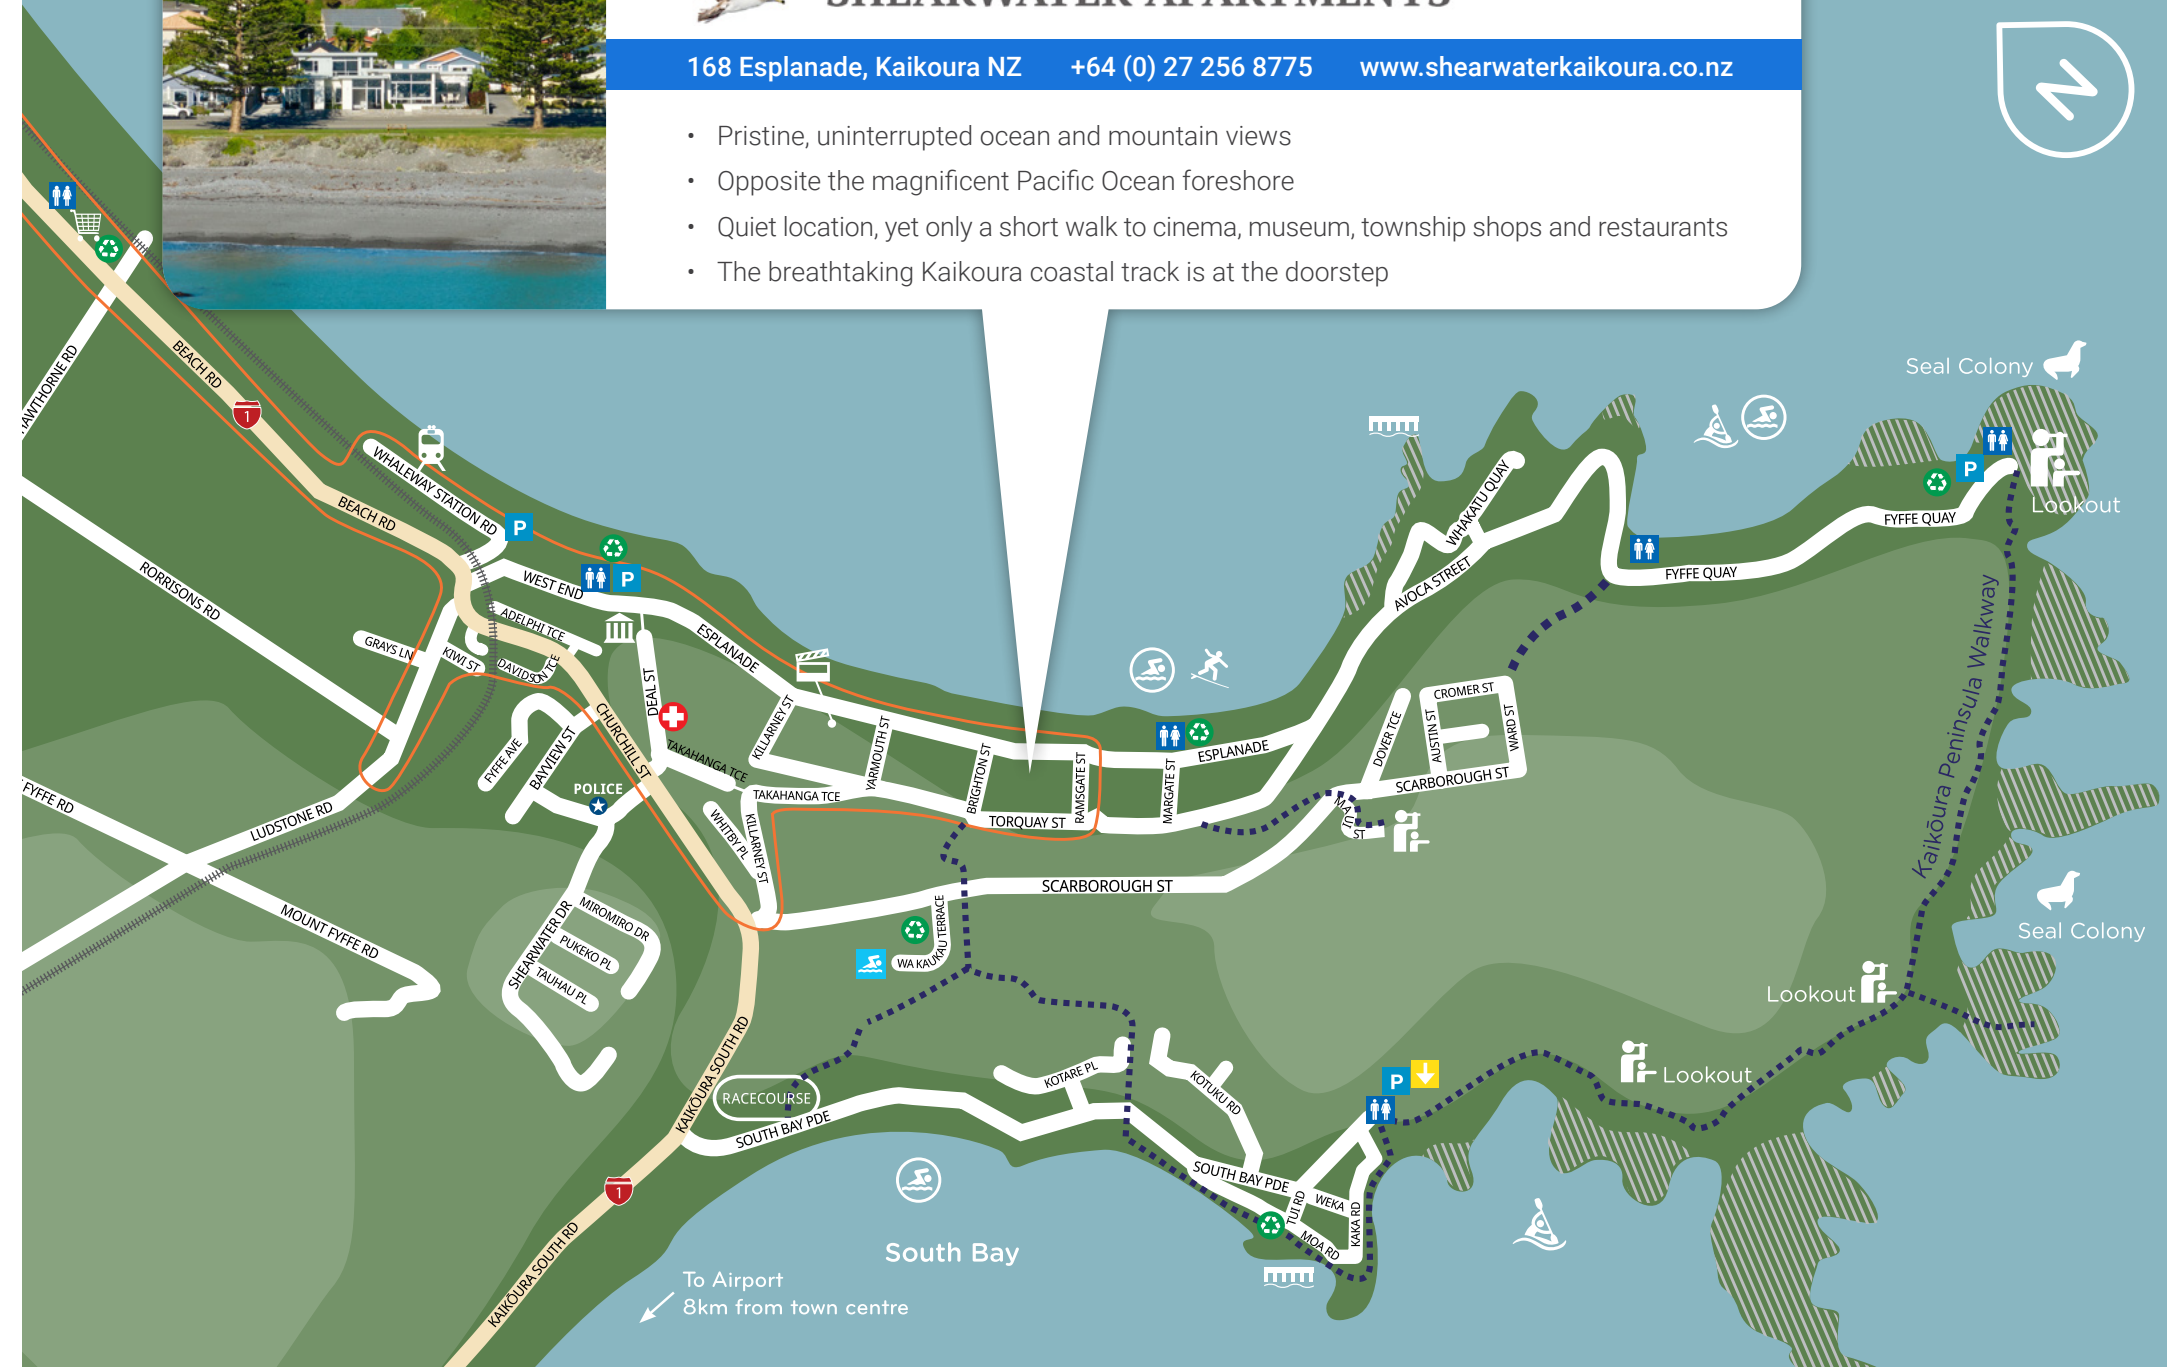 SHEARWATER APARTMENTS
168 Esplanade, Kaikoura NZ +64 (0) 27 256 8775 www.shearwaterkaikoura.co.nz
• Pristine, uninterrupted ocean and mountain views
• Opposite the magnificent Pacific Ocean foreshore
• Quiet location, yet only a short walk to cinema, museum, township shops and restaurants
• The breathtaking Kaikoura coastal track is at the doorstep
N
Seal Colony
Lookout
BEACH RD
1
AWTHORNE RD
WHALEWAY STATION RD
BEACH RD
P
P
P
WEST END
RORRISONS RD
ADELPHI TCE
GRAYS LN
KIWI ST
DAVIDSON TCE
DEAL ST
ESPLANADE
WHAKATU QUAY
AVOCA STREET
FYFFE QUAY
FYFFE QUAY
Kaikōura Peninsula Walkway
CHURCHILL ST
FYFFE AVE
BAYVIEW ST
POLICE
TAKAHANGA TCE
TAKAHANGA TCE
KILLARNEY ST
YARMOUTH ST
BRIGHTON ST
RAMSGATE ST
MARGATE ST
ESPLANADE
TORQUAY ST
DOVER TCE
CROMER ST
AUSTIN ST
WARD ST
SCARBOROUGH ST
FYFFE RD
LUDSTONE RD
WHITBY PL
KILLARNEY ST
SCARBOROUGH ST
ST
MOUNT FYFFE RD
SHEARWATER DR
MIROMIRO DR
PUKEKO PL
TAUHAU PL
WA KAUKAU TERRACE
Seal Colony
Lookout
Lookout
KAIKŌURA SOUTH RD
RACECOURSE
SOUTH BAY PDE
KOTARE PL
KOTUKU RD
P
SOUTH BAY PDE
WEKA
TUI RD
KAKA RD
MOA RD
1
KAIKŌURA SOUTH RD
South Bay
To Airport
8km from town centre